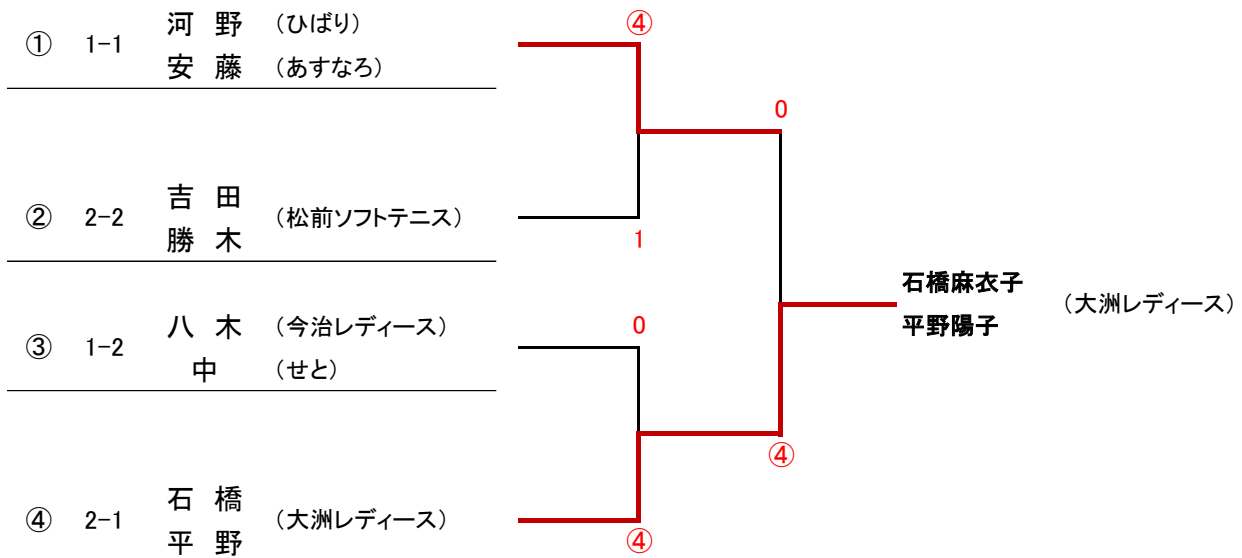 ① 1-1 河 野 （ひばり）
安 藤 （あすなろ）
④
0
② 2-2 吉 田 （松前ソフトテニス）
勝 木
1
石橋麻衣子 （大洲レディース）
平野陽子
③ 1-2 八 木 （今治レディース）
中 （せと）
0
④
④ 2-1 石 橋 （大洲レディース）
平 野
④